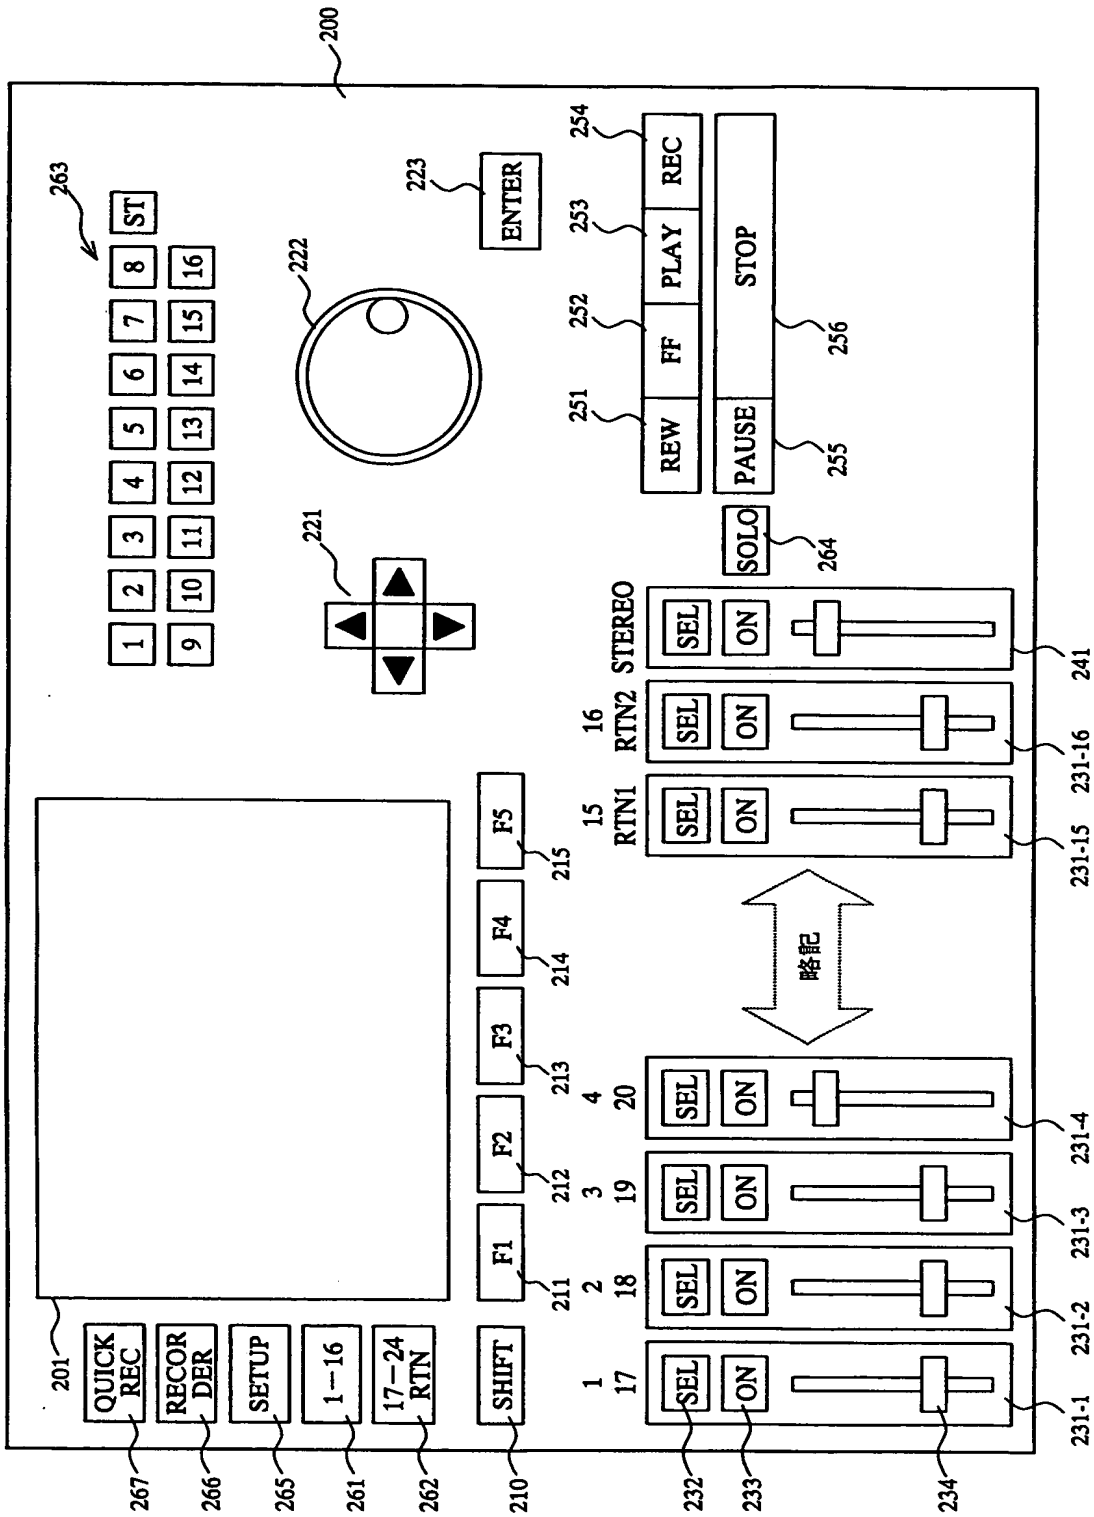 200
201
QUICK
REC
267
RECOR
DER
266
SETUP
265
1－16
261
17－24
RTN
262
SHIFT
210
F1
211
F2
212
F3
213
F4
214
F5
215
263
1
2
3
4
5
6
7
8
ST
9
10
11
12
13
14
15
16
221
222
223
ENTER
251
252
253
254
REW
FF
PLAY
REC
PAUSE
STOP
255
256
SOLO
264
1
17
SEL
232
ON
233
234
231-1
2
18
SEL
ON
231-2
3
19
SEL
ON
231-3
4
20
SEL
ON
231-4
略記
15
RTN1
SEL
ON
231-15
16
RTN2
SEL
ON
231-16
STEREO
SEL
ON
241